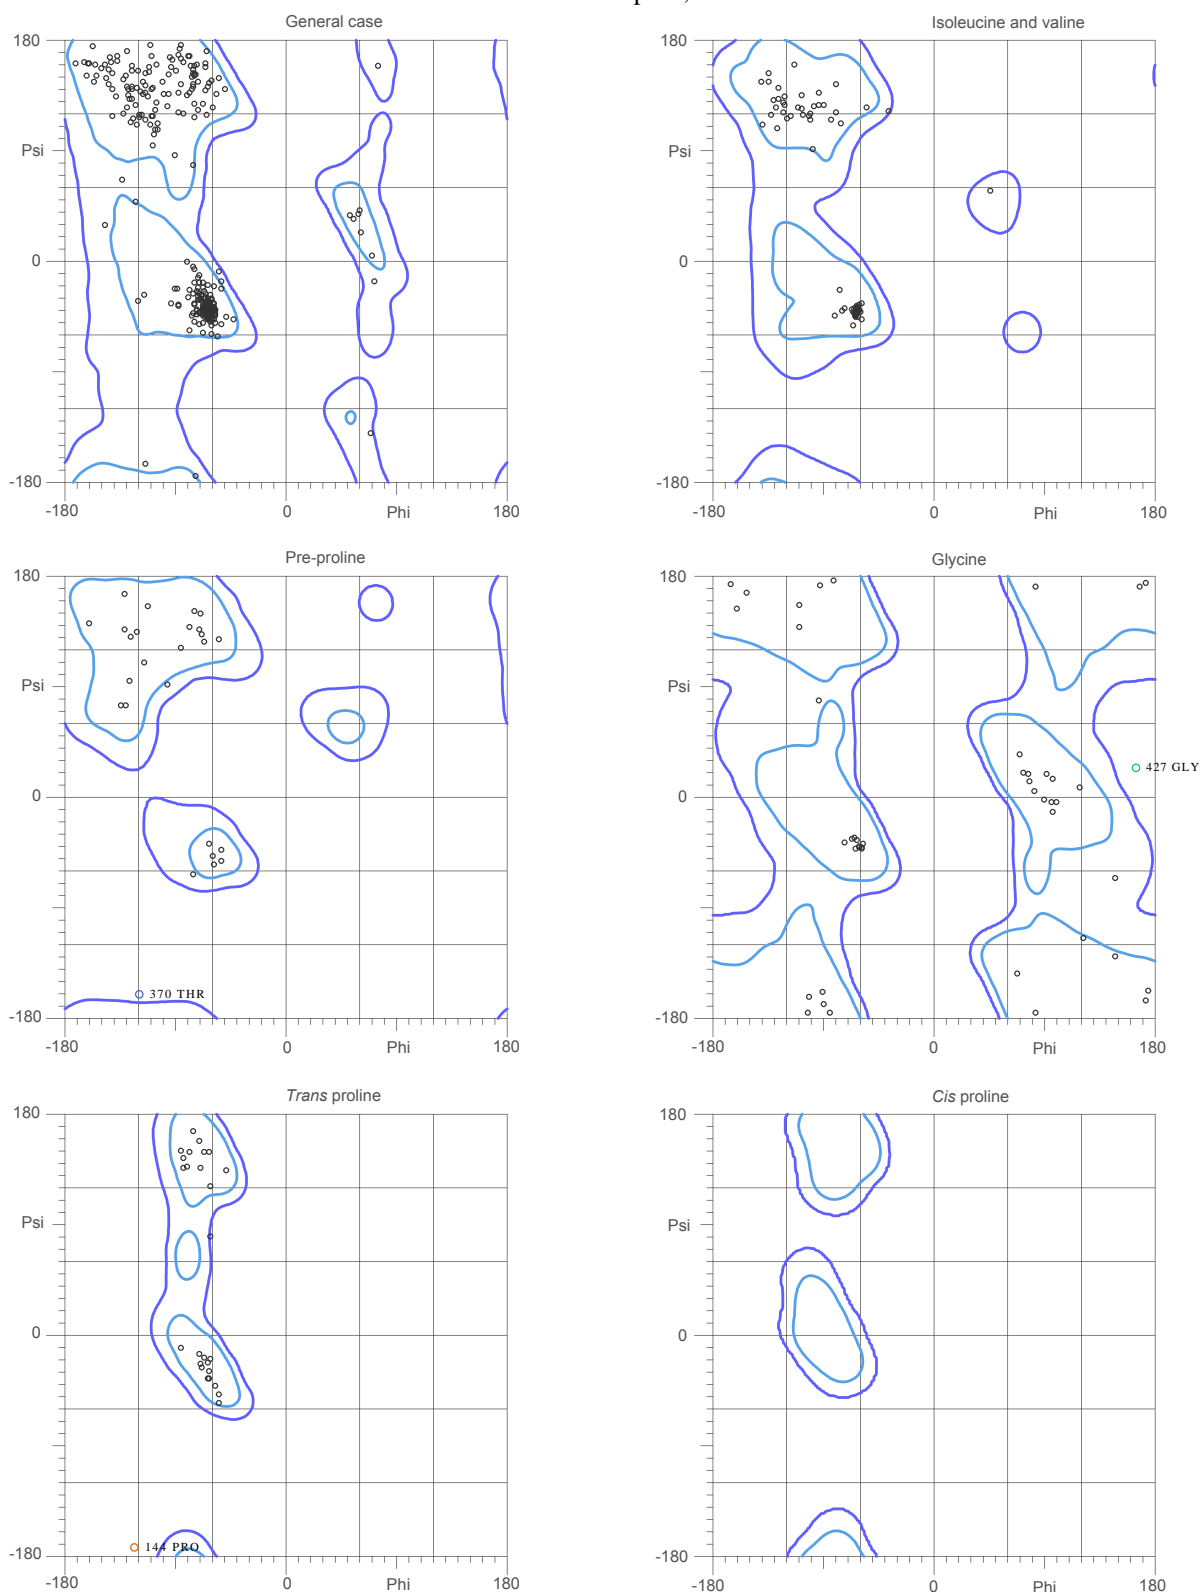 General case
Isoleucine and valine
180
180
Psi
Psi
0
0
-180
-180
-180
0
Phi
180
-180
0
Phi
180
Pre-proline
Glycine
180
180
Psi
Psi
427 GLY
0
0
370 THR
-180
-180
-180
0
Phi
180
-180
0
Phi
180
Trans proline
Cis proline
180
180
Psi
Psi
0
0
144 PRO
-180
-180
-180
0
Phi
180
-180
0
Phi
180